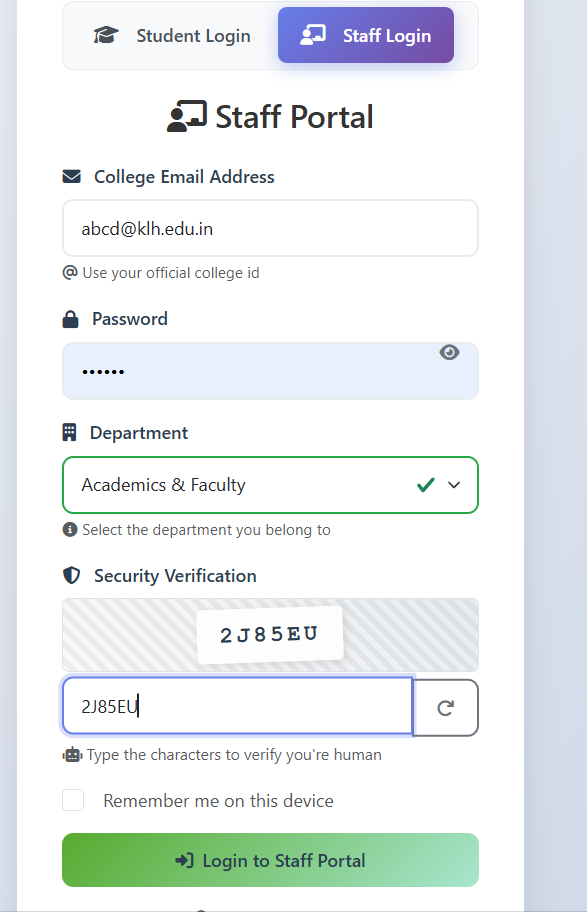 Student Login
Staff Login
Staff Portal
College Email Address
abcd@klh.edu.in
Use your official college id
Password
••••••
Department
Academics & Faculty
Select the department you belong to
Security Verification
2J85EU
2J85EU
Type the characters to verify you're human
Remember me on this device
Login to Staff Portal